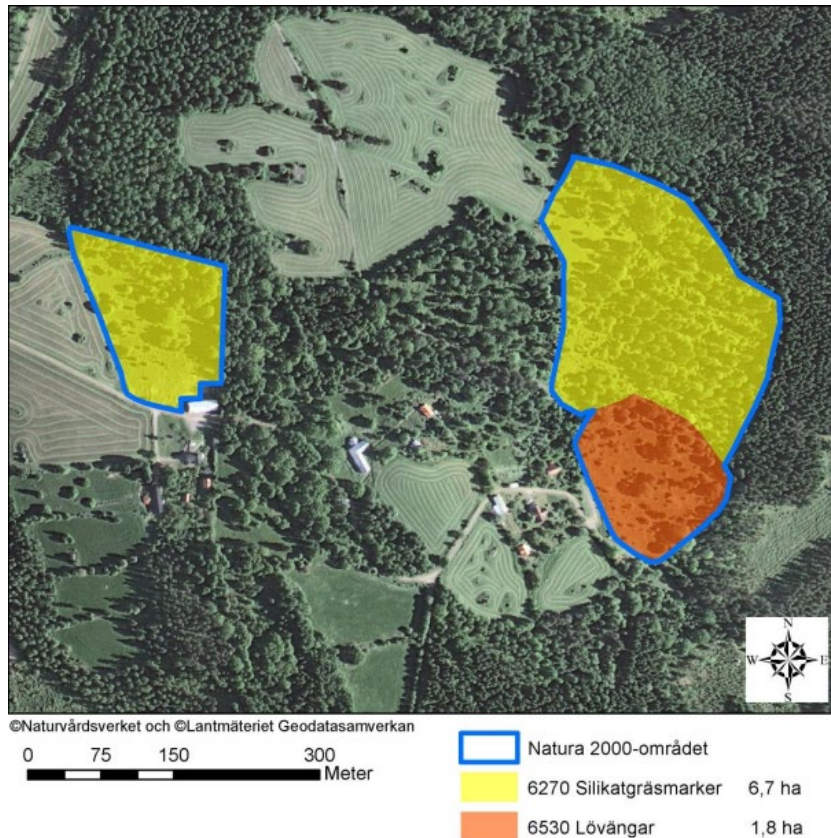 N
W E
S
©Naturvårdsverket och ©Lantmäteriet Geodatasamverkan
0 75 150 300
Meter
Natura 2000-området
6270 Silikatgräsmarker 6,7 ha
6530 Lövängar 1,8 ha